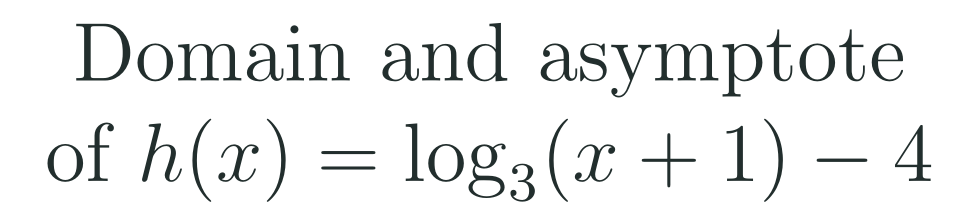 Domain and asymptote
of h(x) = log₃(x + 1) − 4